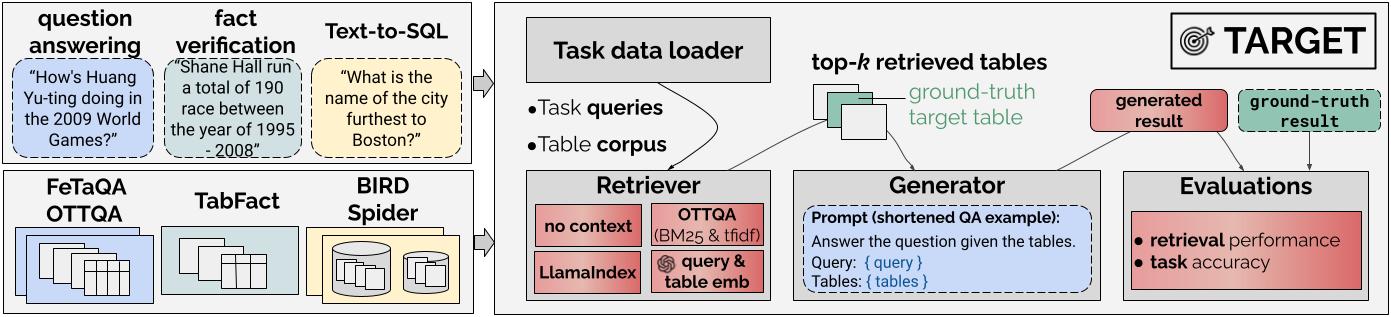 question
answering
fact
verification
Text-to-SQL
“How's Huang
Yu-ting doing in
the 2009 World
Games?”
“Shane Hall run
a total of 190
race between
the year of 1995
- 2008”
“What is the
name of the city
furthest to
Boston?”
FeTaQA
OTTQA
TabFact
BIRD
Spider
TARGET
Task data loader
●Task queries
●Table corpus
top-k retrieved tables
ground-truth
target table
generated
result
ground-truth
result
Retriever
no context
OTTQA
(BM25 & tfidf)
LlamaIndex
query &
table emb
Generator
Prompt (shortened QA example):
Answer the question given the tables.
Query: { query }
Tables: { tables }
Evaluations
● retrieval performance
● task accuracy